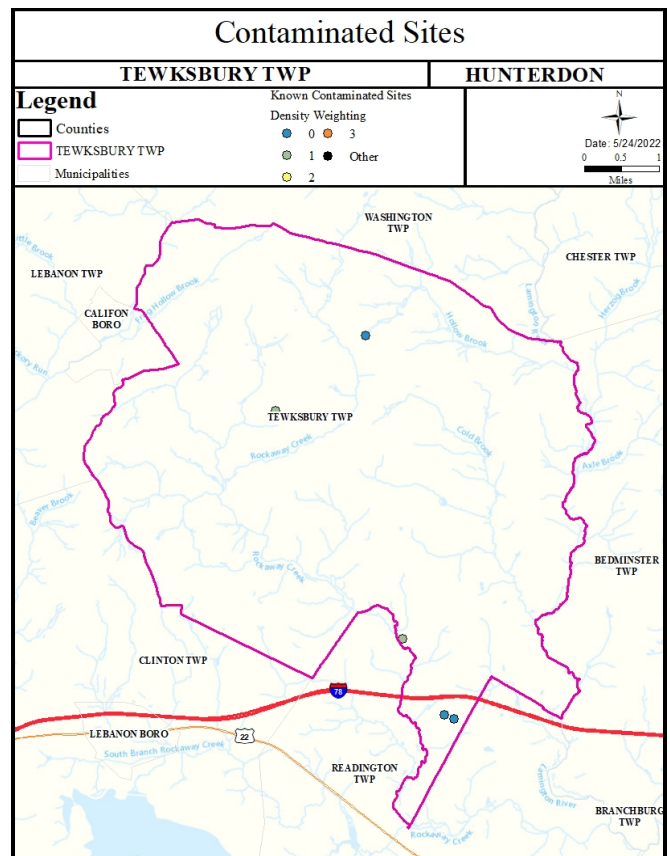 Contaminated Sites
TEWKSBURY TWP
HUNTERDON
Legend
Counties
TEWKSBURY TWP
Municipalities
Known Contaminated Sites
Density Weighting
0 3
1 Other
2
N
Date: 5/24/2022
0 0.5 1
Miles
WASHINGTON
TWP
CHESTER TWP
LEBANON TWP
Brook
CALIFON
BORO
Hollow Brook
Lamington
Herzog Brook
Hollow Brook
Run
TEWKSBURY TWP
Rockaway Creek
Cold Brook
Axle Brook
Beaver Brook
Rockaway Creek
BEDMINSTER
TWP
CLINTON TWP
78
LEBANON BORO
22
South Branch Rockaway Creek
READINGTON
TWP
Lamington River
Rockaway Creek
BRANCHBURG
TWP